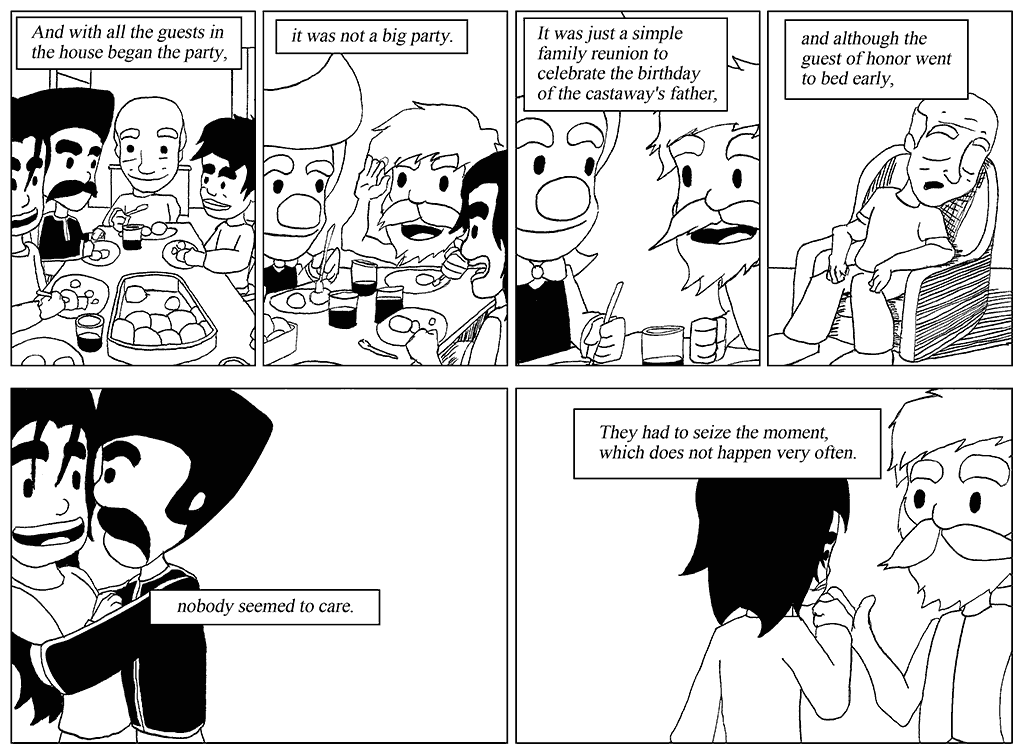 And with all the guests in
the house began the party,
it was not a big party.
It was just a simple
family reunion to
celebrate the birthday
of the castaway's father,
and although the
guest of honor went
to bed early,
nobody seemed to care.
They had to seize the moment,
which does not happen very often.